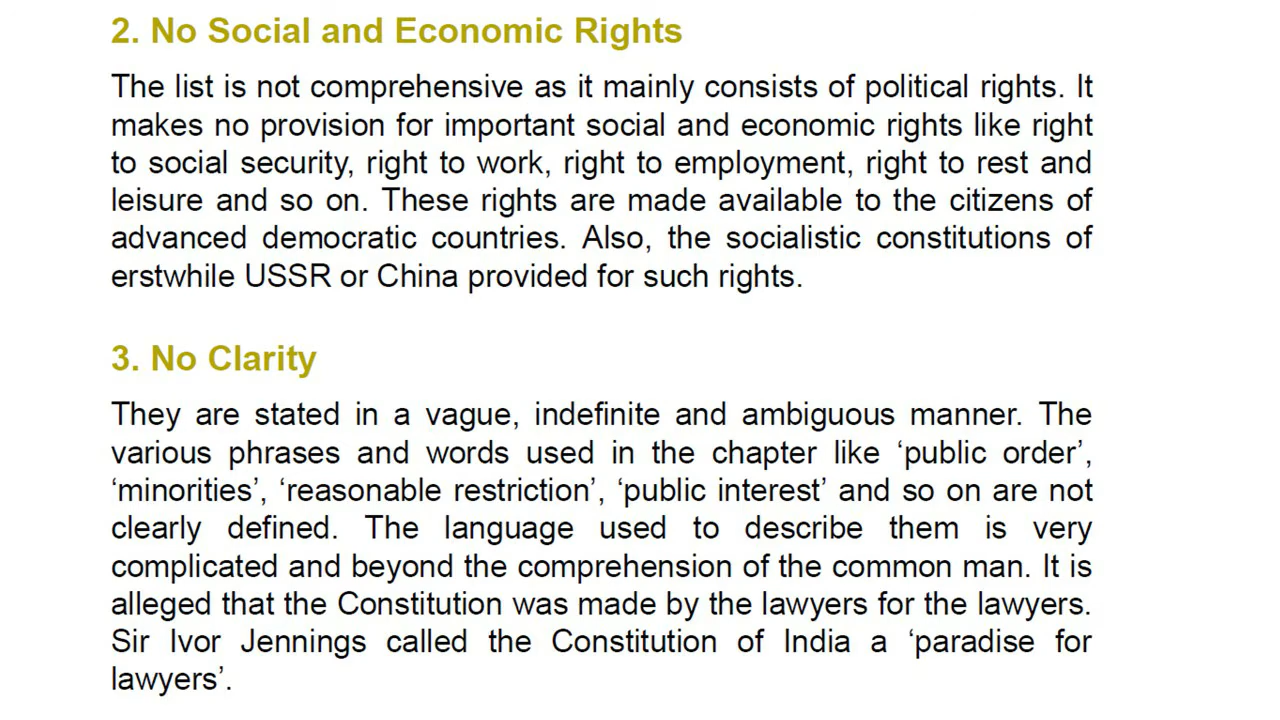 2. No Social and Economic Rights
The list is not comprehensive as it mainly consists of political rights. It
makes no provision for important social and economic rights like right
to social security, right to work, right to employment, right to rest and
leisure and so on. These rights are made available to the citizens of
advanced democratic countries. Also, the socialistic constitutions of
erstwhile USSR or China provided for such rights.
3. No Clarity
They are stated in a vague, indefinite and ambiguous manner. The
various phrases and words used in the chapter like ‘public order’,
‘minorities’, ‘reasonable restriction’, ‘public interest’ and so on are not
clearly defined. The language used to describe them is very
complicated and beyond the comprehension of the common man. It is
alleged that the Constitution was made by the lawyers for the lawyers.
Sir Ivor Jennings called the Constitution of India a ‘paradise for
lawyers’.